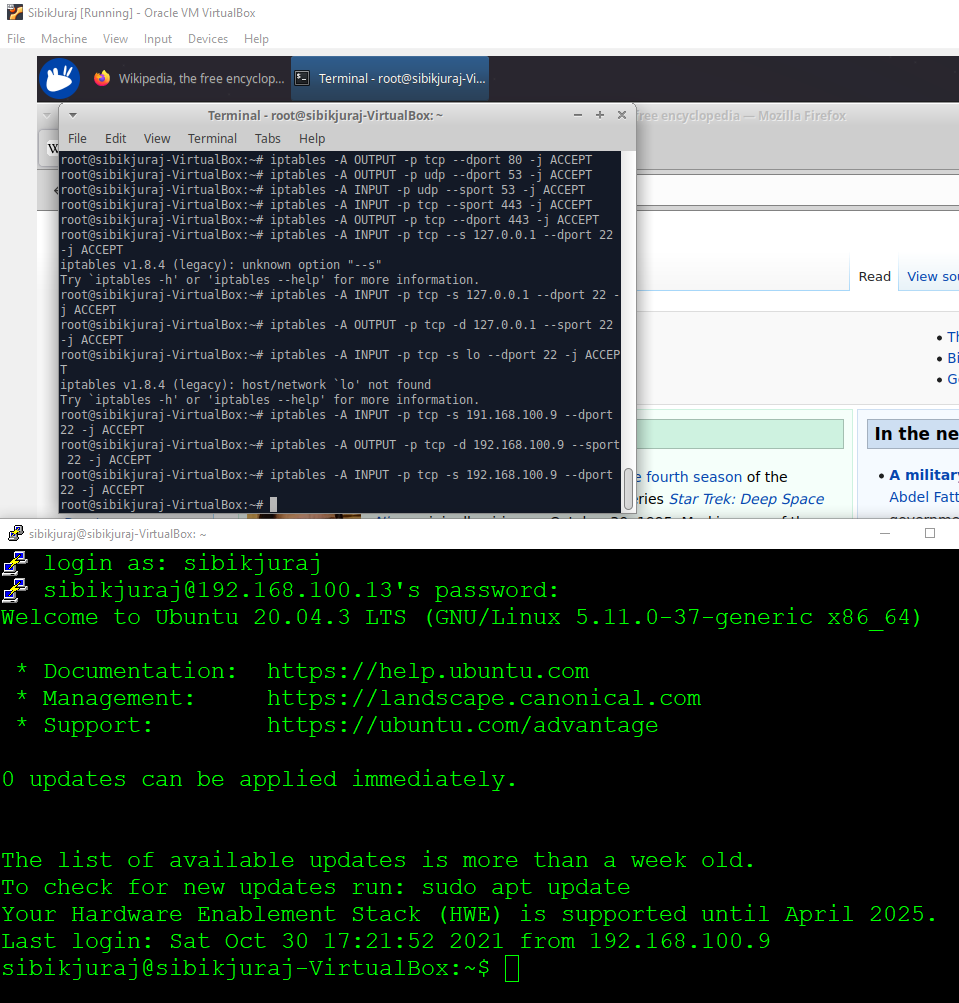 SibikJuraj [Running] - Oracle VM VirtualBox
File Machine View Input Devices Help
Wikipedia, the free encyclop... Terminal - root@sibikjuraj-Vi...
Terminal - root@sibikjuraj-VirtualBox: ~
ree encyclopedia — Mozilla Firefox
File Edit View Terminal Tabs Help
W
root@sibikjuraj-VirtualBox:~# iptables -A OUTPUT -p tcp --dport 80 -j ACCEPT
root@sibikjuraj-VirtualBox:~# iptables -A OUTPUT -p udp --dport 53 -j ACCEPT
root@sibikjuraj-VirtualBox:~# iptables -A INPUT -p udp --sport 53 -j ACCEPT
root@sibikjuraj-VirtualBox:~# iptables -A INPUT -p tcp --sport 443 -j ACCEPT
root@sibikjuraj-VirtualBox:~# iptables -A OUTPUT -p tcp --dport 443 -j ACCEPT
root@sibikjuraj-VirtualBox:~# iptables -A INPUT -p tcp --s 127.0.0.1 --dport 22
-j ACCEPT
iptables v1.8.4 (legacy): unknown option "--s"
Try `iptables -h' or 'iptables --help' for more information.
root@sibikjuraj-VirtualBox:~# iptables -A INPUT -p tcp -s 127.0.0.1 --dport 22 -
j ACCEPT
root@sibikjuraj-VirtualBox:~# iptables -A OUTPUT -p tcp -d 127.0.0.1 --sport 22
-j ACCEPT
root@sibikjuraj-VirtualBox:~# iptables -A INPUT -p tcp -s lo --dport 22 -j ACCEP
T
iptables v1.8.4 (legacy): host/network `lo' not found
Try `iptables -h' or 'iptables --help' for more information.
root@sibikjuraj-VirtualBox:~# iptables -A INPUT -p tcp -s 191.168.100.9 --dport
22 -j ACCEPT
root@sibikjuraj-VirtualBox:~# iptables -A OUTPUT -p tcp -d 192.168.100.9 --sport
22 -j ACCEPT
root@sibikjuraj-VirtualBox:~# iptables -A INPUT -p tcp -s 192.168.100.9 --dport
22 -j ACCEPT
root@sibikjuraj-VirtualBox:~#
Read View sou
• Th
• Bi
• Ge
In the ne
e fourth season of the
eries Star Trek: Deep Space
• A military
Abdel Fatt
sibikjuraj@sibikjuraj-VirtualBox: ~
login as: sibikjuraj
sibikjuraj@192.168.100.13's password:
Welcome to Ubuntu 20.04.3 LTS (GNU/Linux 5.11.0-37-generic x86_64)
* Documentation: https://help.ubuntu.com
* Management: https://landscape.canonical.com
* Support: https://ubuntu.com/advantage
0 updates can be applied immediately.
The list of available updates is more than a week old.
To check for new updates run: sudo apt update
Your Hardware Enablement Stack (HWE) is supported until April 2025.
Last login: Sat Oct 30 17:21:52 2021 from 192.168.100.9
sibikjuraj@sibikjuraj-VirtualBox:~$